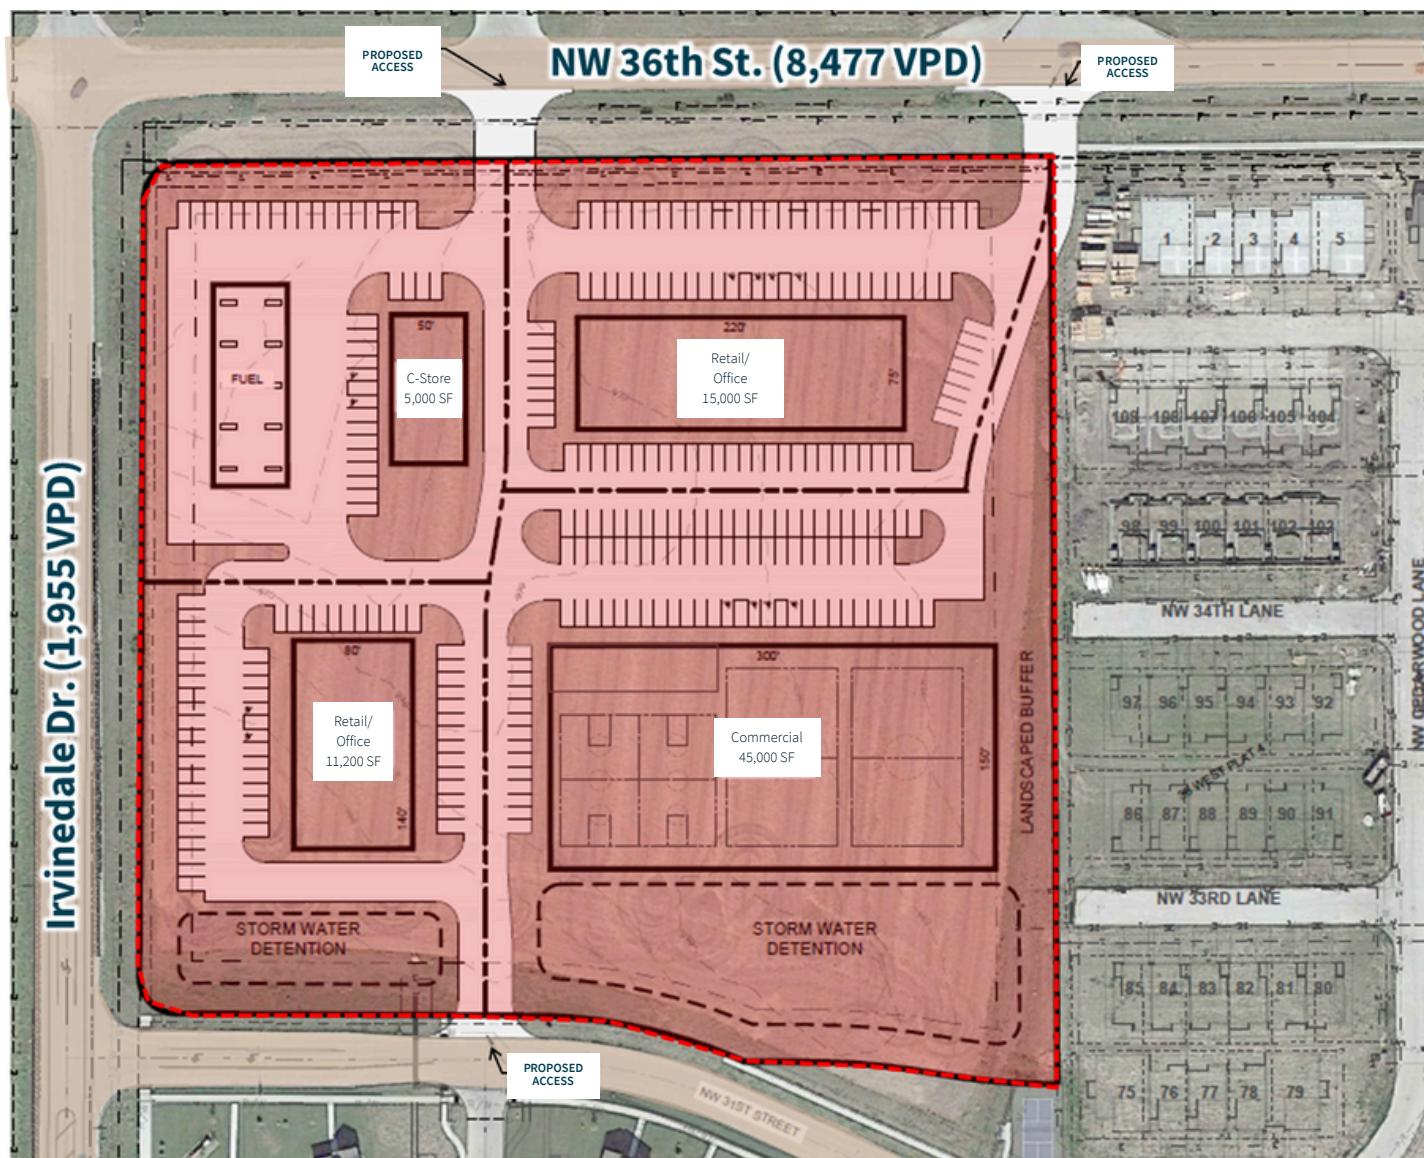 PROPOSED
ACCESS
NW 36th St. (8,477 VPD)
PROPOSED
ACCESS
1 2 3 4 5
50'
C-Store
5,000 SF
FUEL
220'
75'
Retail/
Office
15,000 SF
109 108 107 106 105 104
98 99 100 101 102 103
NW 34TH LANE
Irvinedale Dr. (1,955 VPD)
80'
140'
Retail/
Office
11,200 SF
300'
150'
Commercial
45,000 SF
LANDSCAPED BUFFER
97 96 95 94 93 92
WEST PLAT 4
86 87 88 89 90 91
NW 33RD LANE
STORM WATER
DETENTION
STORM WATER
DETENTION
85 84 83 82 81 80
PROPOSED
ACCESS
NW 31ST STREET
75 76 77 78 79